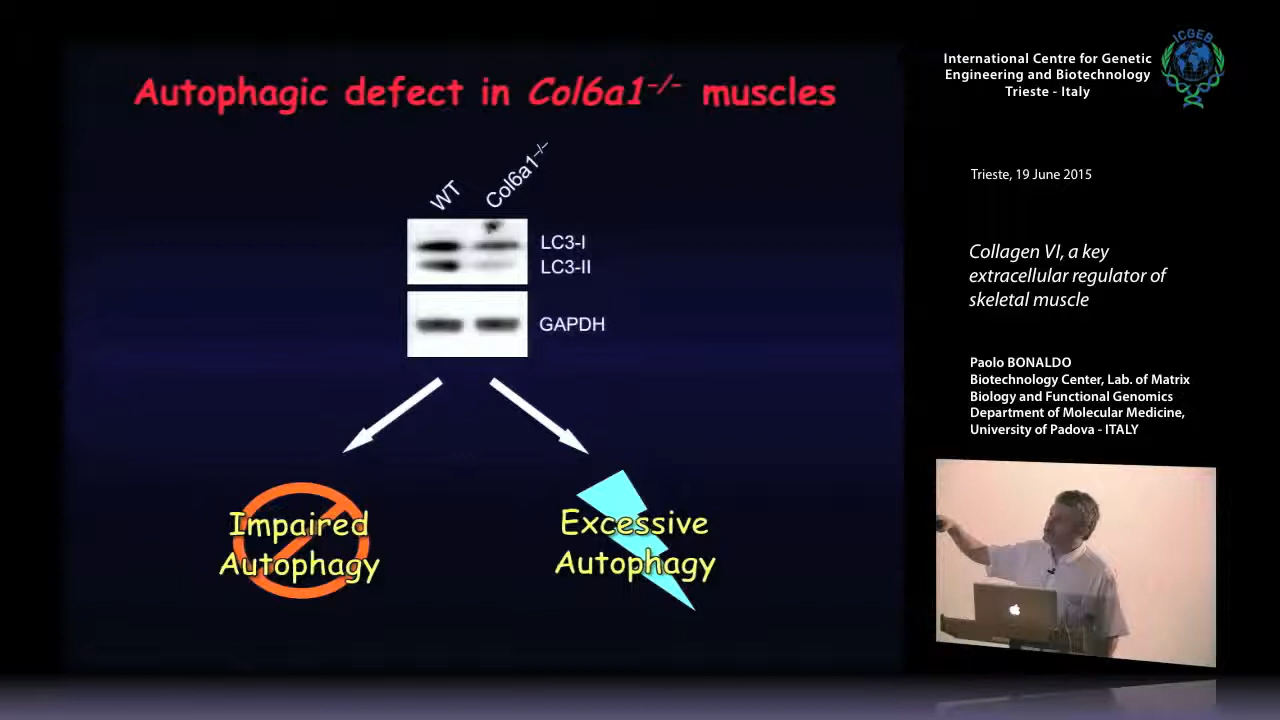 Autophagic defect in Col6a1–/– muscles
WT
Col6a1–/–
LC3-I
LC3-II
GAPDH
Impaired
Autophagy
Excessive
Autophagy
ICGEB
International Centre for Genetic
Engineering and Biotechnology
Trieste - Italy
Trieste, 19 June 2015
Collagen VI, a key
extracellular regulator of
skeletal muscle
Paolo BONALDO
Biotechnology Center, Lab. of Matrix
Biology and Functional Genomics
Department of Molecular Medicine,
University of Padova - ITALY